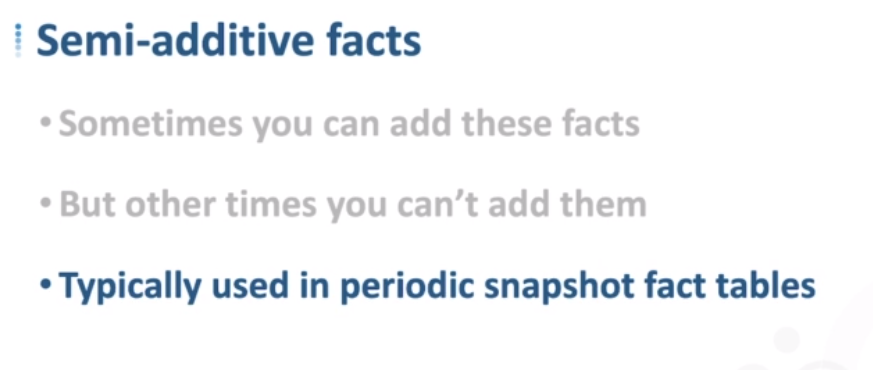 Semi-additive facts
• Sometimes you can add these facts
• But other times you can’t add them
• Typically used in periodic snapshot fact tables